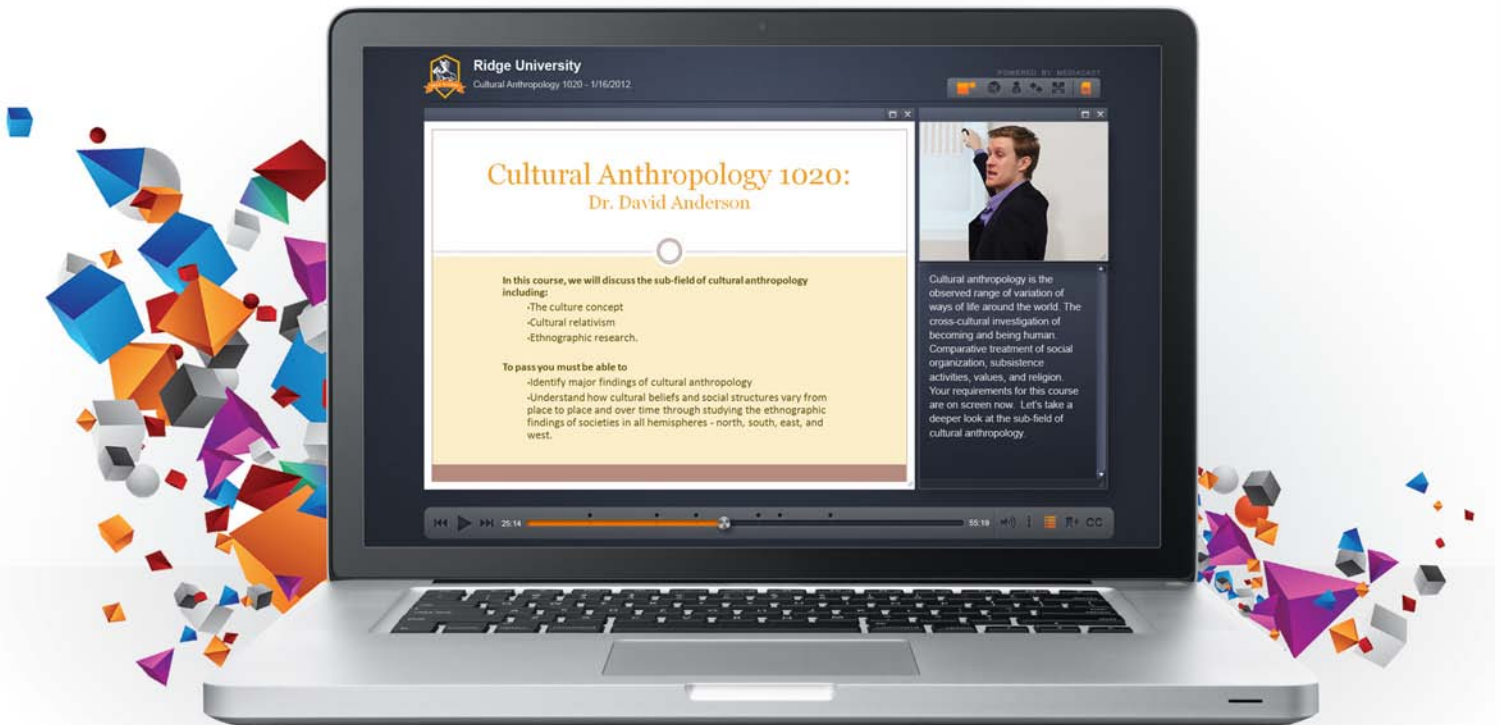 Ridge University
Cultural Anthropology 1020 - 1/16/2012
POWERED BY MEDIACAST
Cultural Anthropology 1020:
Dr. David Anderson
In this course, we will discuss the sub-field of cultural anthropology
including:
-The culture concept
-Cultural relativism
-Ethnographic research.
To pass you must be able to
-Identify major findings of cultural anthropology
-Understand how cultural beliefs and social structures vary from
place to place and over time through studying the ethnographic
findings of societies in all hemispheres - north, south, east, and
west.
Cultural anthropology is the
observed range of variation of
ways of life around the world. The
cross-cultural investigation of
becoming and being human.
Comparative treatment of social
organization, subsistence
activities, values, and religion.
Your requirements for this course
are on screen now. Let's take a
deeper look at the sub-field of
cultural anthropology.
25:14
55:19
CC